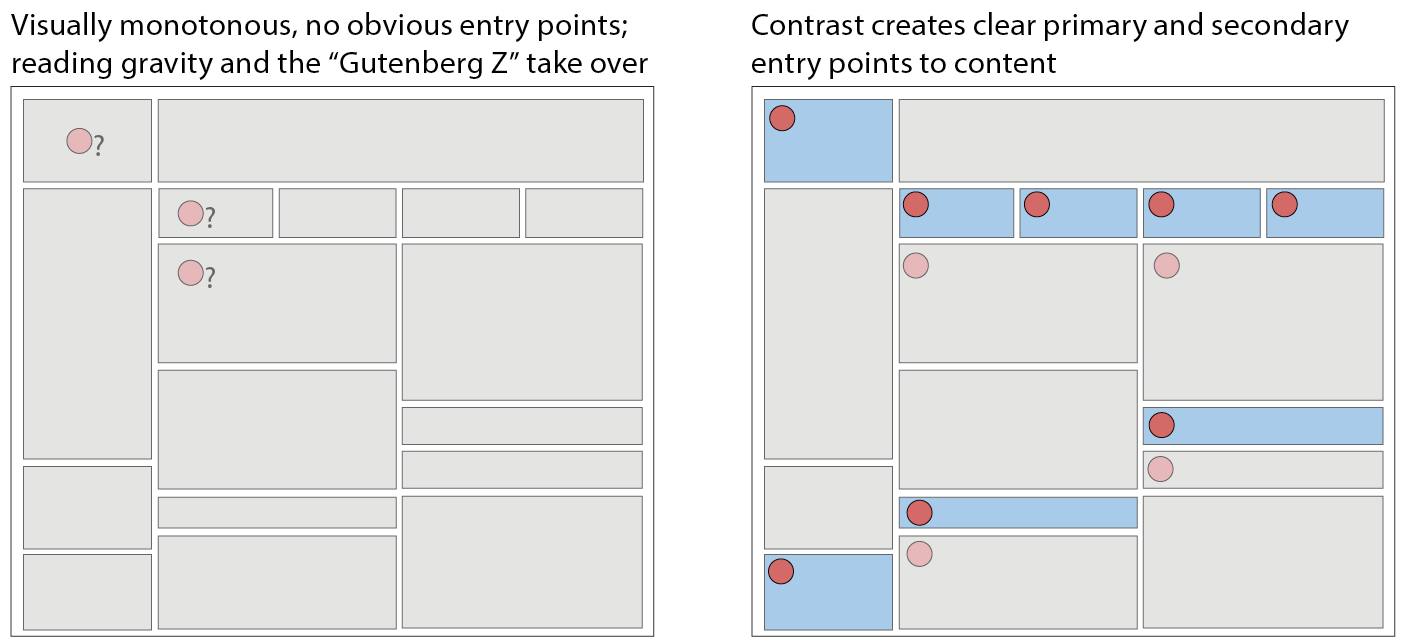 Visually monotonous, no obvious entry points;
reading gravity and the “Gutenberg Z” take over
Contrast creates clear primary and secondary
entry points to content
?
?
?